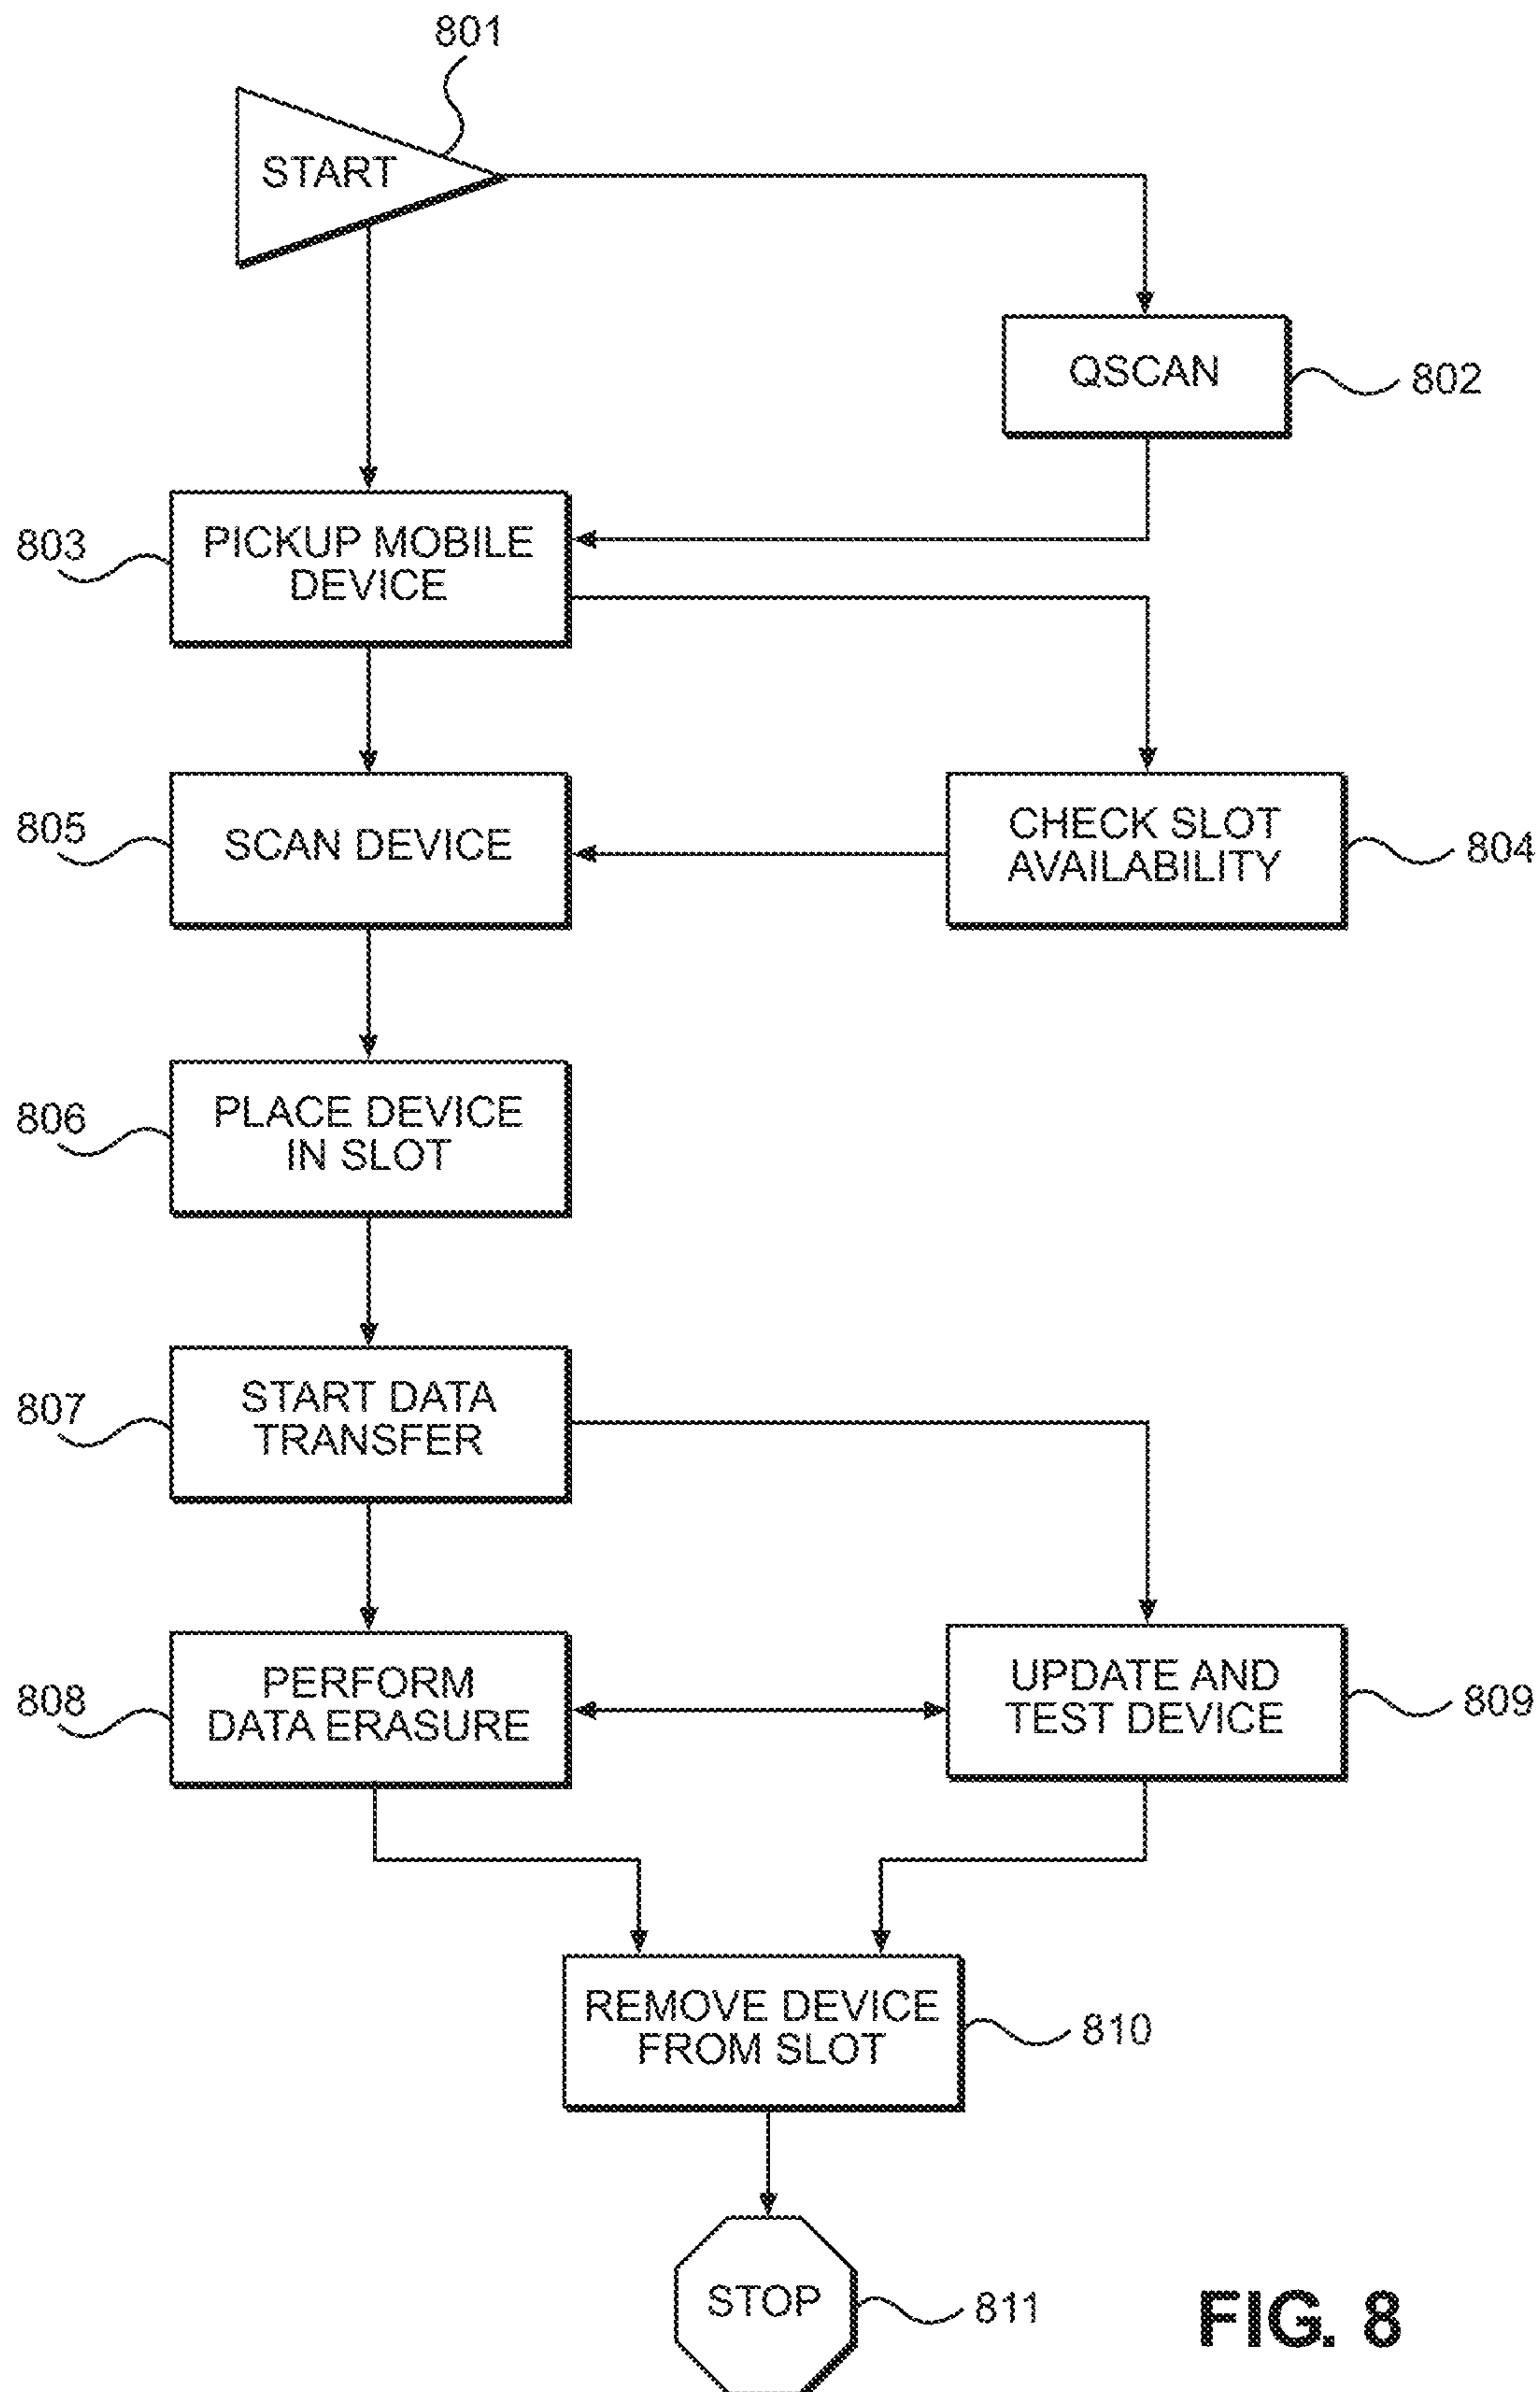 801
START
QSCAN
802
803
PICKUP MOBILE
DEVICE
805
SCAN DEVICE
CHECK SLOT
AVAILABILITY
804
806
PLACE DEVICE
IN SLOT
807
START DATA
TRANSFER
808
PERFORM
DATA ERASURE
UPDATE AND
TEST DEVICE
809
REMOVE DEVICE
FROM SLOT
810
STOP
811
FIG. 8